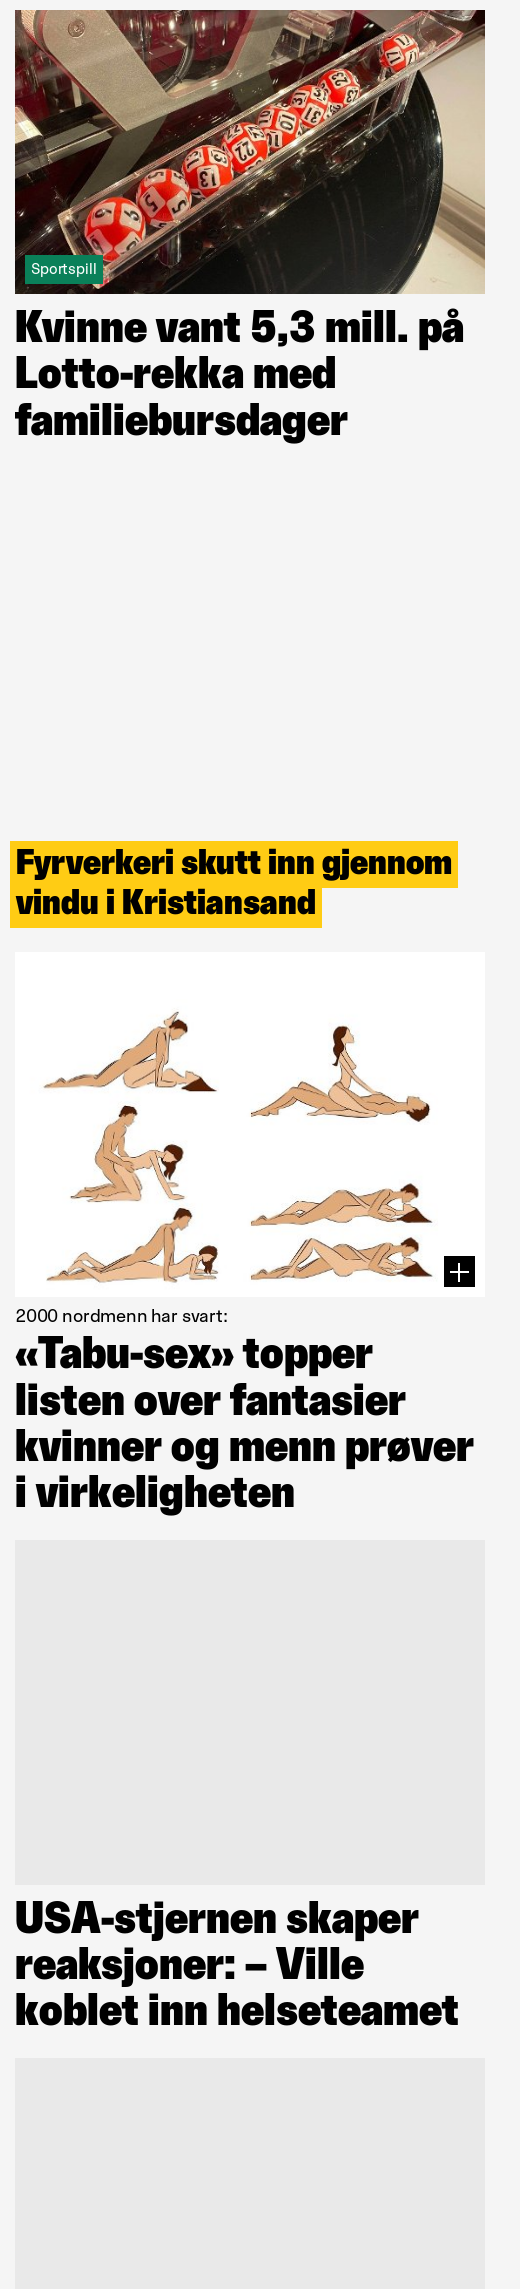 Sportspill
Kvinne vant 5,3 mill. på
Lotto-rekka med
familiebursdager
Fyrverkeri skutt inn gjennom
vindu i Kristiansand
2000 nordmenn har svart:
«Tabu-sex» topper
listen over fantasier
kvinner og menn prøver
i virkeligheten
USA-stjernen skaper
reaksjoner: – Ville
koblet inn helseteamet